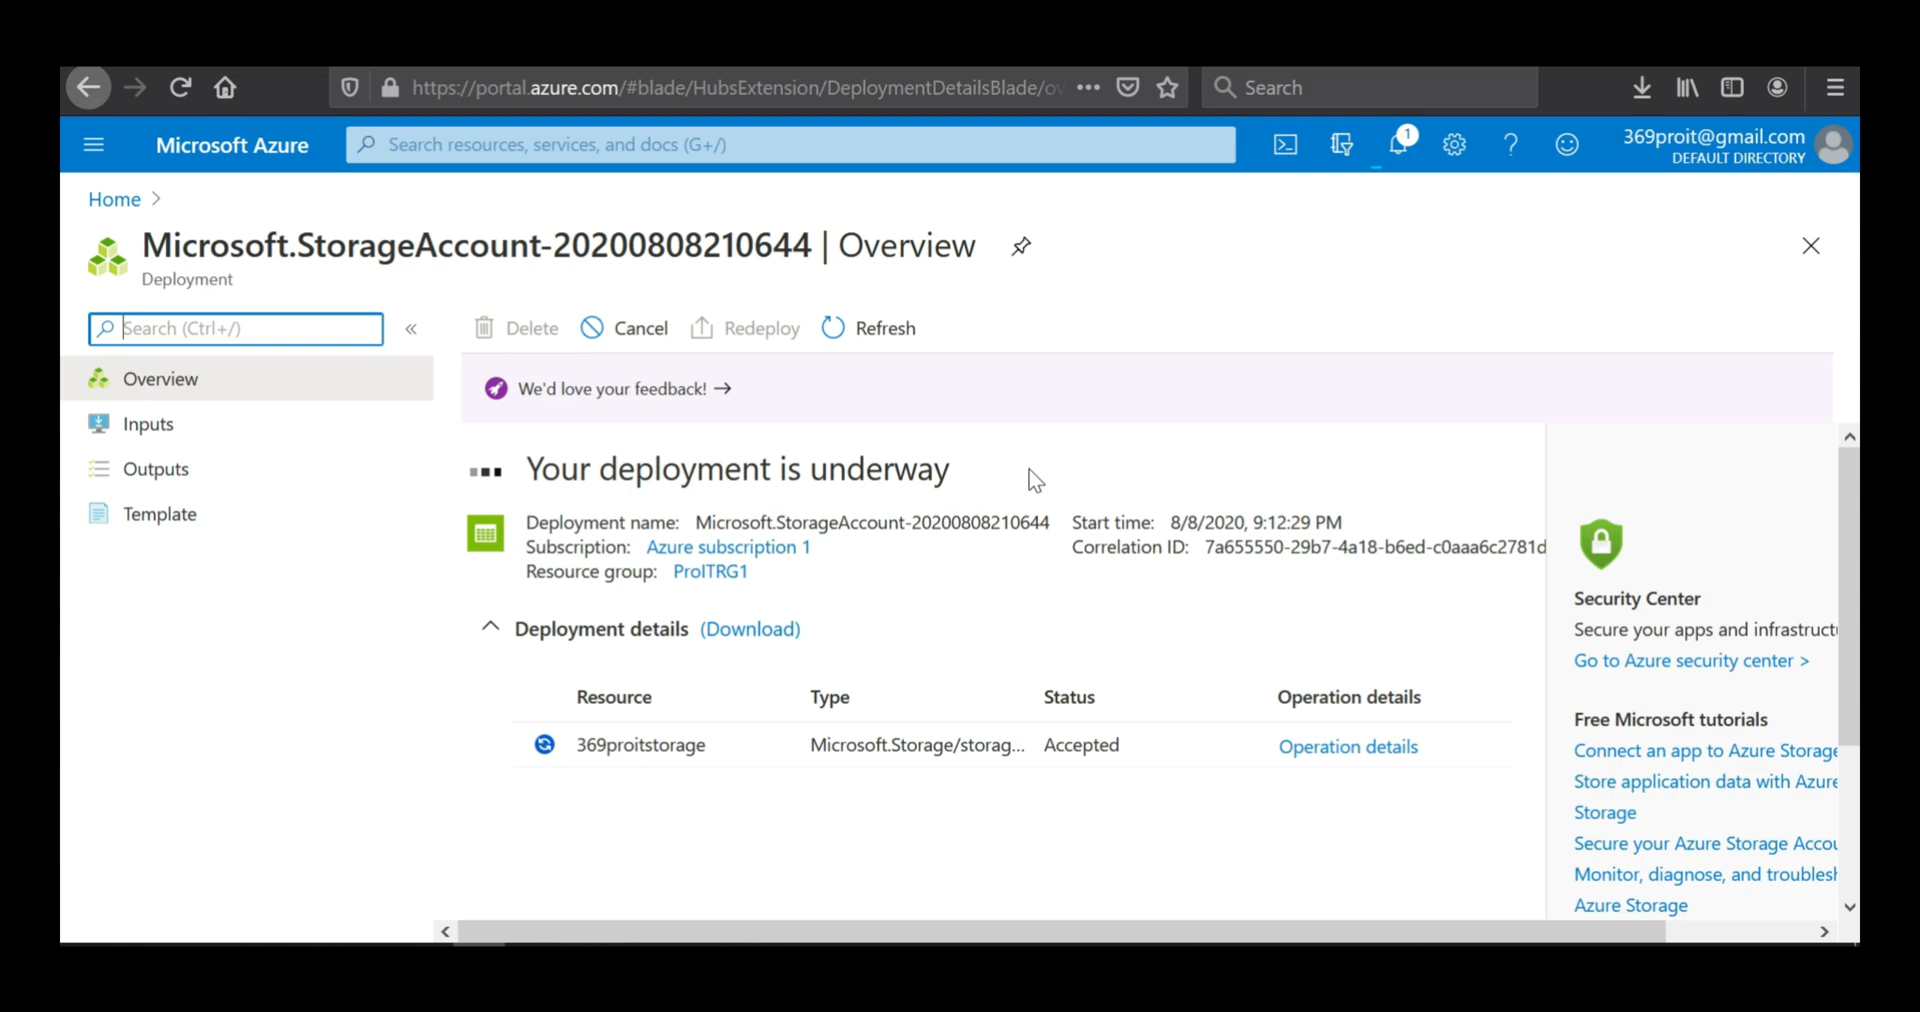 https://portal.azure.com/#blade/HubsExtension/DeploymentDetailsBlade/ov
Search
Microsoft Azure
Search resources, services, and docs (G+/)
1
369proit@gmail.com
DEFAULT DIRECTORY
Home
Microsoft.StorageAccount-20200808210644 | Overview
Deployment
Search (Ctrl+/)
«
Delete
Cancel
Redeploy
Refresh
Overview
Inputs
Outputs
Template
We'd love your feedback! →
Your deployment is underway
Deployment name: Microsoft.StorageAccount-20200808210644
Subscription: Azure subscription 1
Resource group: ProITRG1
Start time: 8/8/2020, 9:12:29 PM
Correlation ID: 7a655550-29b7-4a18-b6ed-c0aaa6c2781d
Deployment details (Download)
Resource Type Status Operation details
369proitstorage Microsoft.Storage/storag... Accepted Operation details
Security Center
Secure your apps and infrastruct
Go to Azure security center >
Free Microsoft tutorials
Connect an app to Azure Storage
Store application data with Azure
Storage
Secure your Azure Storage Accou
Monitor, diagnose, and troublesh
Azure Storage